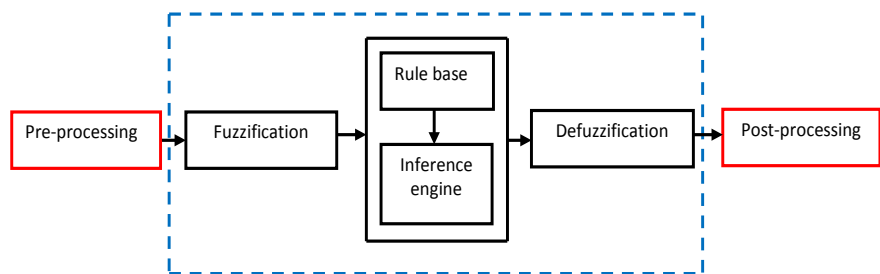 Pre-processing
Fuzzification
Rule base
Inference
engine
Defuzzification
Post-processing